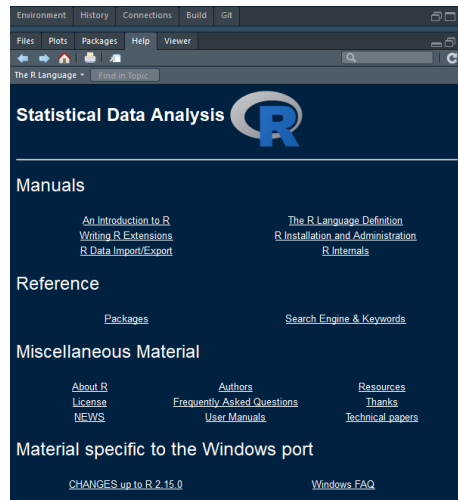 Environment History Connections Build Git
Files Plots Packages Help Viewer
The R Language Find in Topic
Statistical Data Analysis R
Manuals
An Introduction to R The R Language Definition
Writing R Extensions R Installation and Administration
R Data Import/Export R Internals
Reference
Packages Search Engine & Keywords
Miscellaneous Material
About R Authors Resources
License Frequently Asked Questions Thanks
NEWS User Manuals Technical papers
Material specific to the Windows port
CHANGES up to R 2.15.0 Windows FAQ